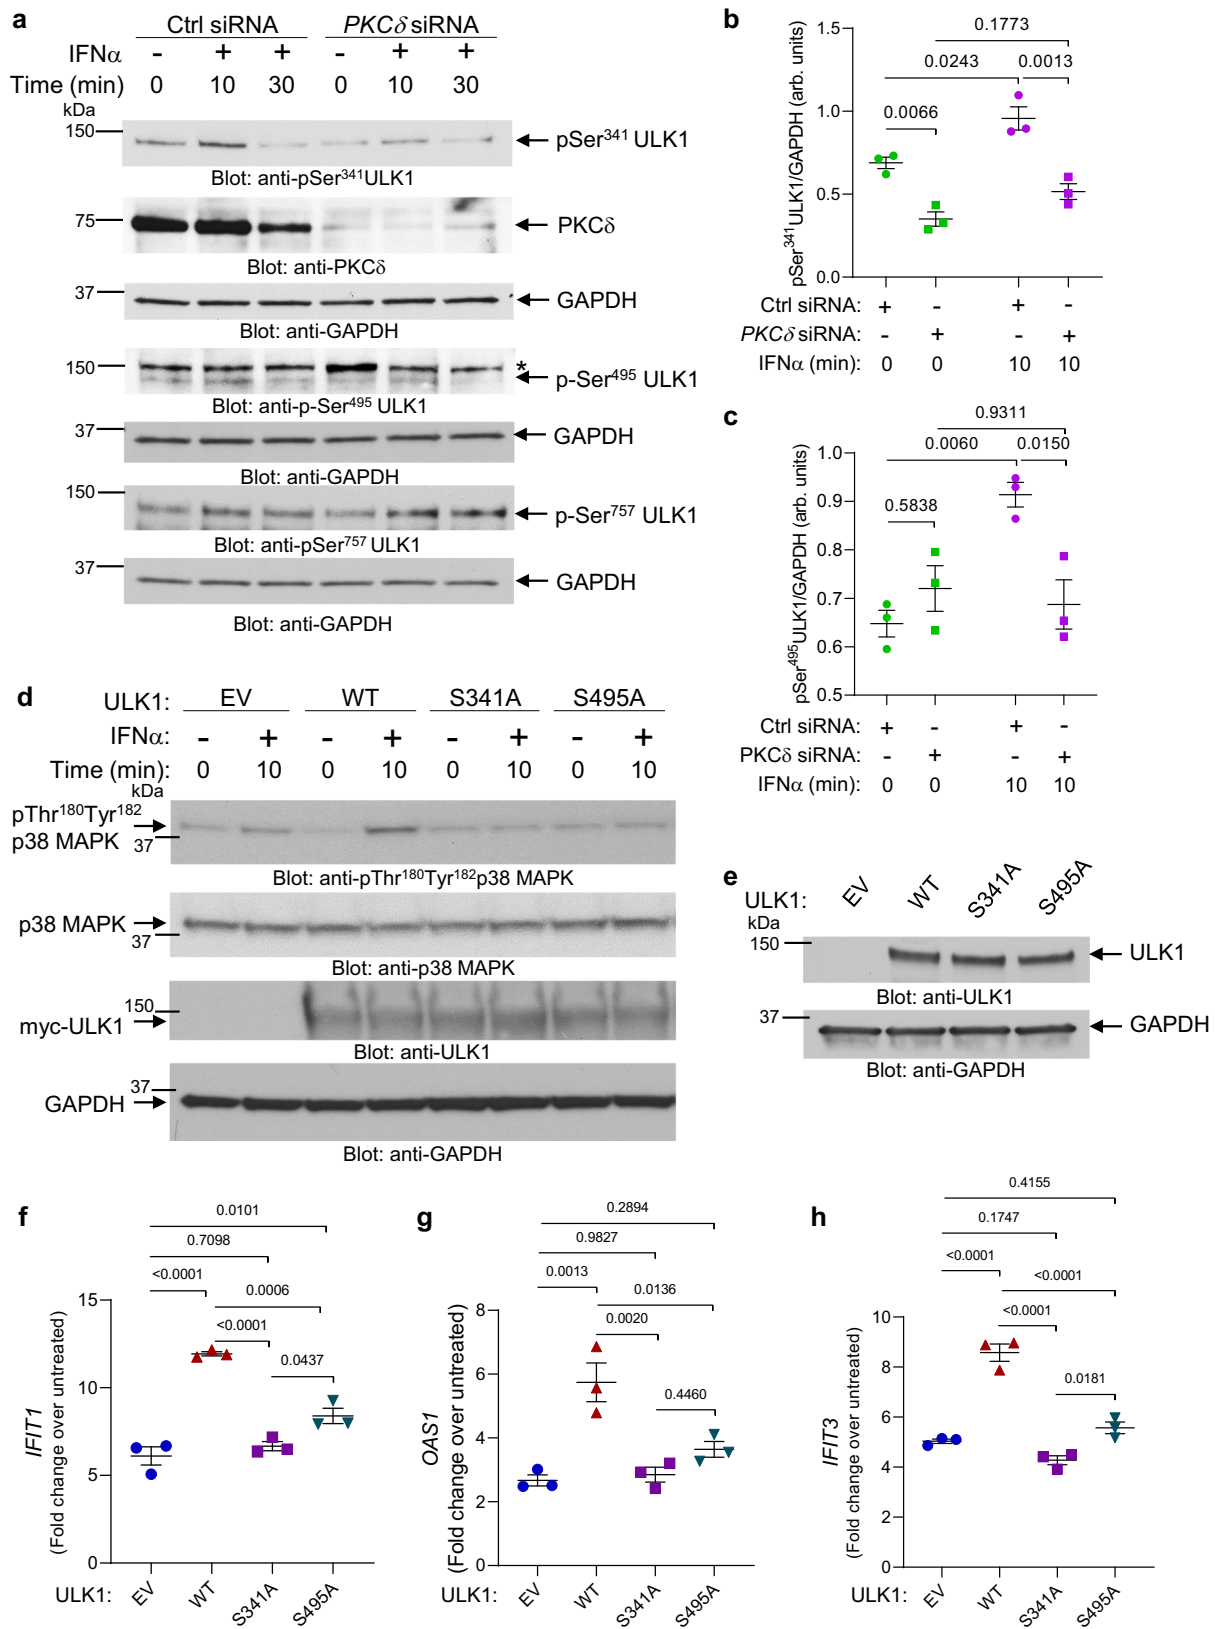 a
Ctrl siRNA PKCδ siRNA
IFNα - + + - + +
Time (min) 0 10 30 0 10 30
kDa
150
pSer341 ULK1
Blot: anti-pSer341ULK1
75
PKCδ
Blot: anti-PKCδ
37
GAPDH
Blot: anti-GAPDH
150
*
p-Ser495 ULK1
Blot: anti-p-Ser495 ULK1
37
GAPDH
Blot: anti-GAPDH
150
p-Ser757 ULK1
Blot: anti-pSer757 ULK1
37
GAPDH
Blot: anti-GAPDH
b
pSer341ULK1/GAPDH (arb. units)
1.5
1.0
0.5
0.0
0.1773
0.0243 0.0013
0.0066
Ctrl siRNA: + - + -
PKCδ siRNA: - + - +
IFNα (min): 0 0 10 10
c
pSer495ULK1/GAPDH (arb. units)
1.0
0.9
0.8
0.7
0.6
0.5
0.9311
0.0060 0.0150
0.5838
Ctrl siRNA: + - + -
PKCδ siRNA: - + - +
IFNα (min): 0 0 10 10
d
ULK1: EV WT S341A S495A
IFNα: - + - + - + - +
Time (min): 0 10 0 10 0 10 0 10
kDa
pThr180Tyr182
p38 MAPK
37
Blot: anti-pThr180Tyr182p38 MAPK
p38 MAPK
37
Blot: anti-p38 MAPK
150
myc-ULK1
Blot: anti-ULK1
37
GAPDH
Blot: anti-GAPDH
e
ULK1: EV WT S341A S495A
kDa
150
ULK1
Blot: anti-ULK1
37
GAPDH
Blot: anti-GAPDH
f
IFIT1
(Fold change over untreated)
15
10
5
0
0.0101
0.7098
<0.0001
0.0006
<0.0001
0.0437
ULK1: EV WT S341A S495A
g
OAS1
(Fold change over untreated)
8
6
4
2
0
0.2894
0.9827
0.0013
0.0136
0.0020
0.4460
ULK1: EV WT S341A S495A
h
IFIT3
(Fold change over untreated)
10
8
6
4
2
0
0.4155
0.1747
<0.0001
<0.0001
<0.0001
0.0181
ULK1: EV WT S341A S495A